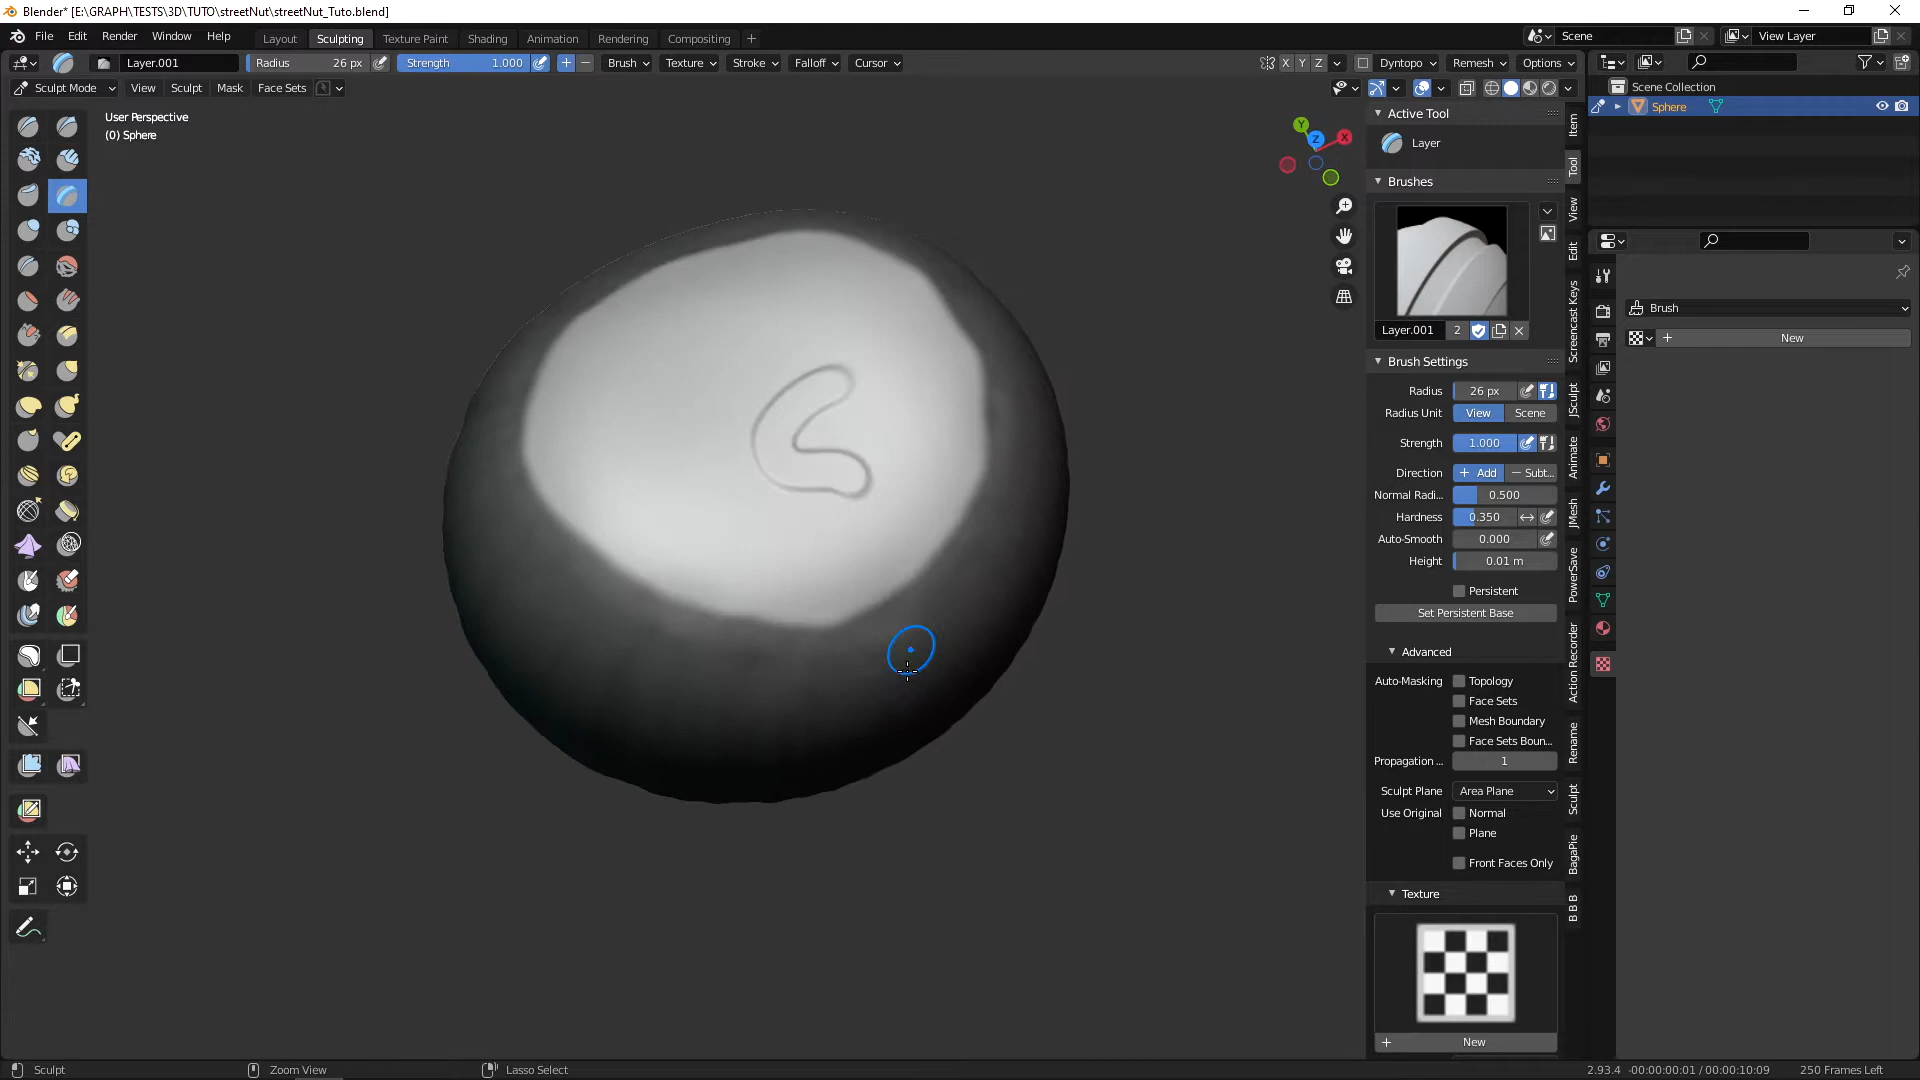 Blender* [E:\GRAPH\TESTS\3D\TUTO\streetNut\streetNut_Tuto.blend]
File Edit Render Window Help Layout Sculpting Texture Paint Shading Animation Rendering Compositing + Scene View Layer
Layer.001 Radius 26 px Strength 1.000 + − Brush Texture Stroke Falloff Cursor X Y Z Dyntopo Remesh Options
Scene Collection
Sculpt Mode View Sculpt Mask Face Sets
Sphere
User Perspective
(0) Sphere
Active Tool
Layer
Brushes
Layer.001 2
Brush Settings
Radius 26 px
Radius Unit View Scene
Strength 1.000
Direction + Add − Subt...
Normal Radi... 0.500
Hardness 0.350
Auto-Smooth 0.000
Height 0.01 m
Persistent
Set Persistent Base
Advanced
Auto-Masking Topology
Face Sets
Mesh Boundary
Face Sets Boun...
Propagation ... 1
Sculpt Plane Area Plane
Use Original Normal
Plane
Front Faces Only
Texture
+ New
Item
Tool
View
Edit
Screencast Keys
JSculpt
Animate
JMesh
PowerSave
Action Recorder
Rename
Sculpt
BagaPie
B B B
Y
Z
X
Brush
+ New
Sculpt Zoom View Lasso Select 2.93.4 -00:00:00:01 / 00:00:10:09 250 Frames Left